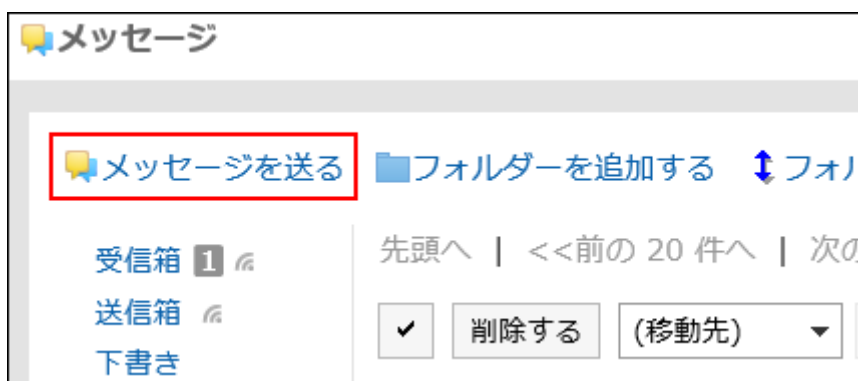 メッセージ
メッセージを送る フォルダーを追加する フォル
受信箱 1
先頭へ | <<前の 20 件へ | 次の
送信箱
削除する (移動先)
下書き